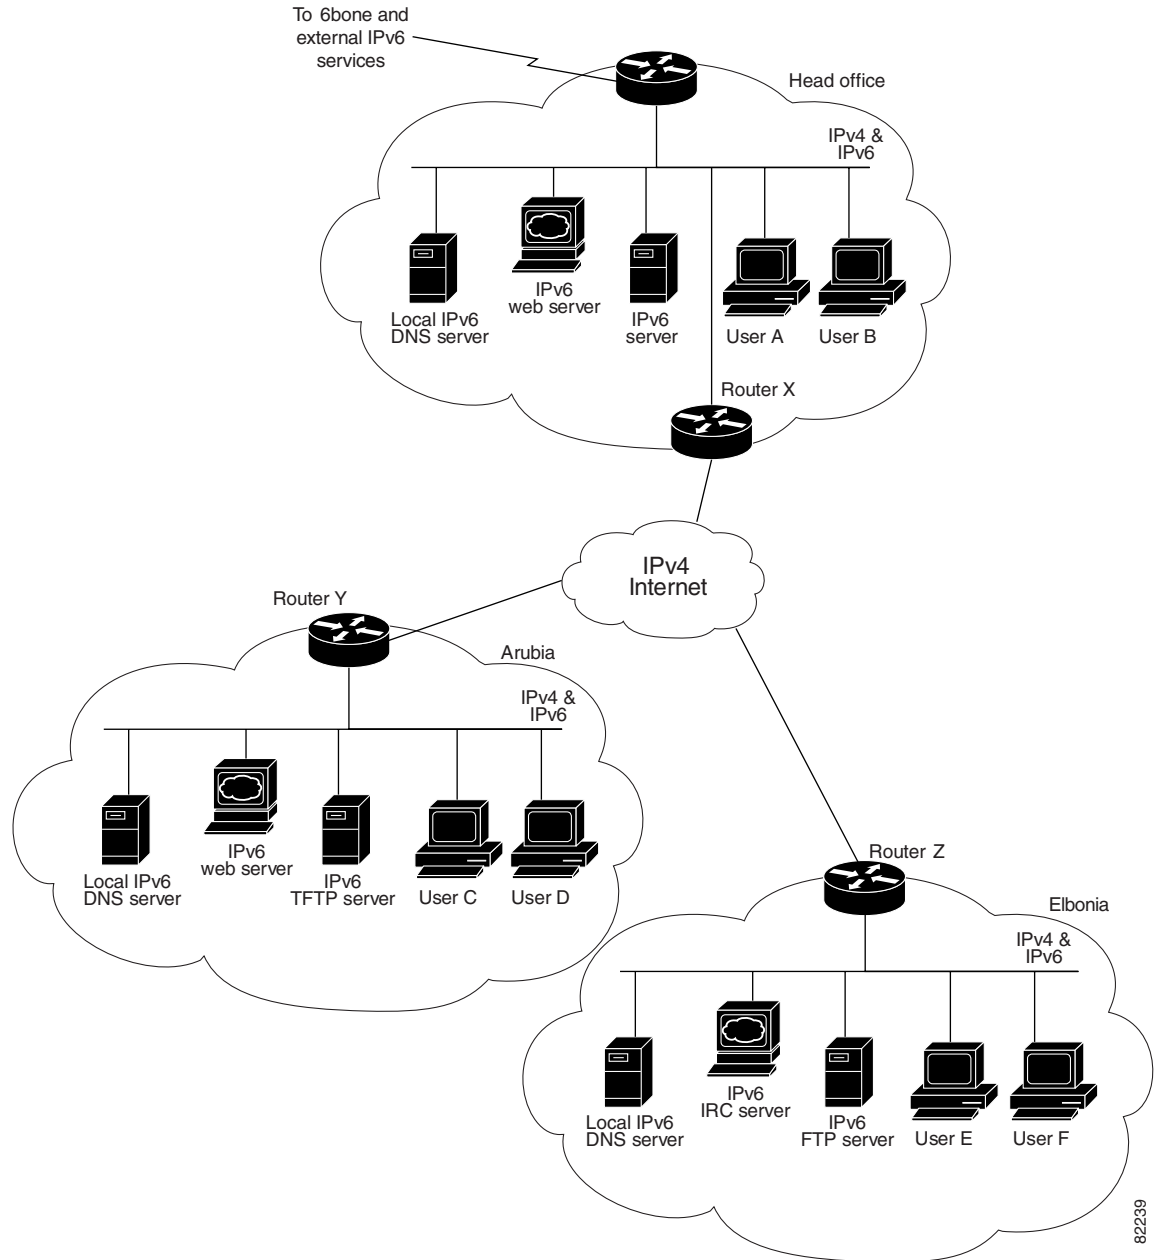 To 6bone and
external IPv6
services
Head office
IPv4 &
IPv6
Local IPv6
DNS server
IPv6
web server
IPv6
server
User A
User B
Router X
IPv4
Internet
Router Y
Arubia
IPv4 &
IPv6
Local IPv6
DNS server
IPv6
web server
IPv6
TFTP server
User C
User D
Router Z
Elbonia
IPv4 &
IPv6
Local IPv6
DNS server
IPv6
IRC server
IPv6
FTP server
User E
User F
82239